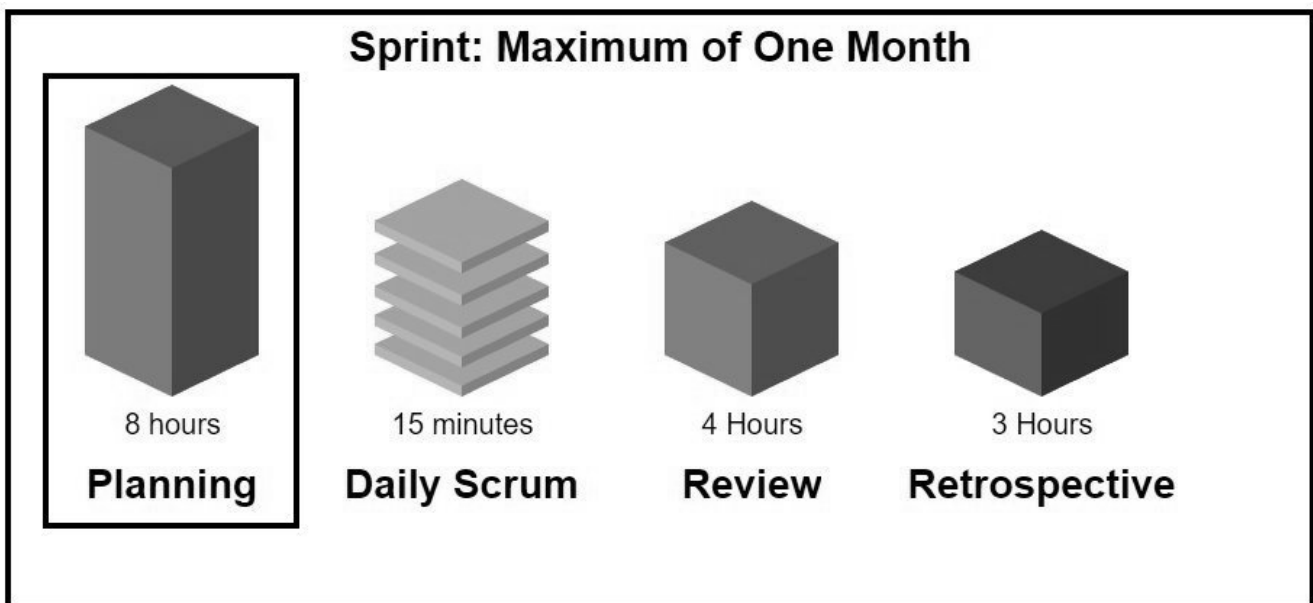 Sprint: Maximum of One Month
8 hours
15 minutes
4 Hours
3 Hours
Planning
Daily Scrum
Review
Retrospective